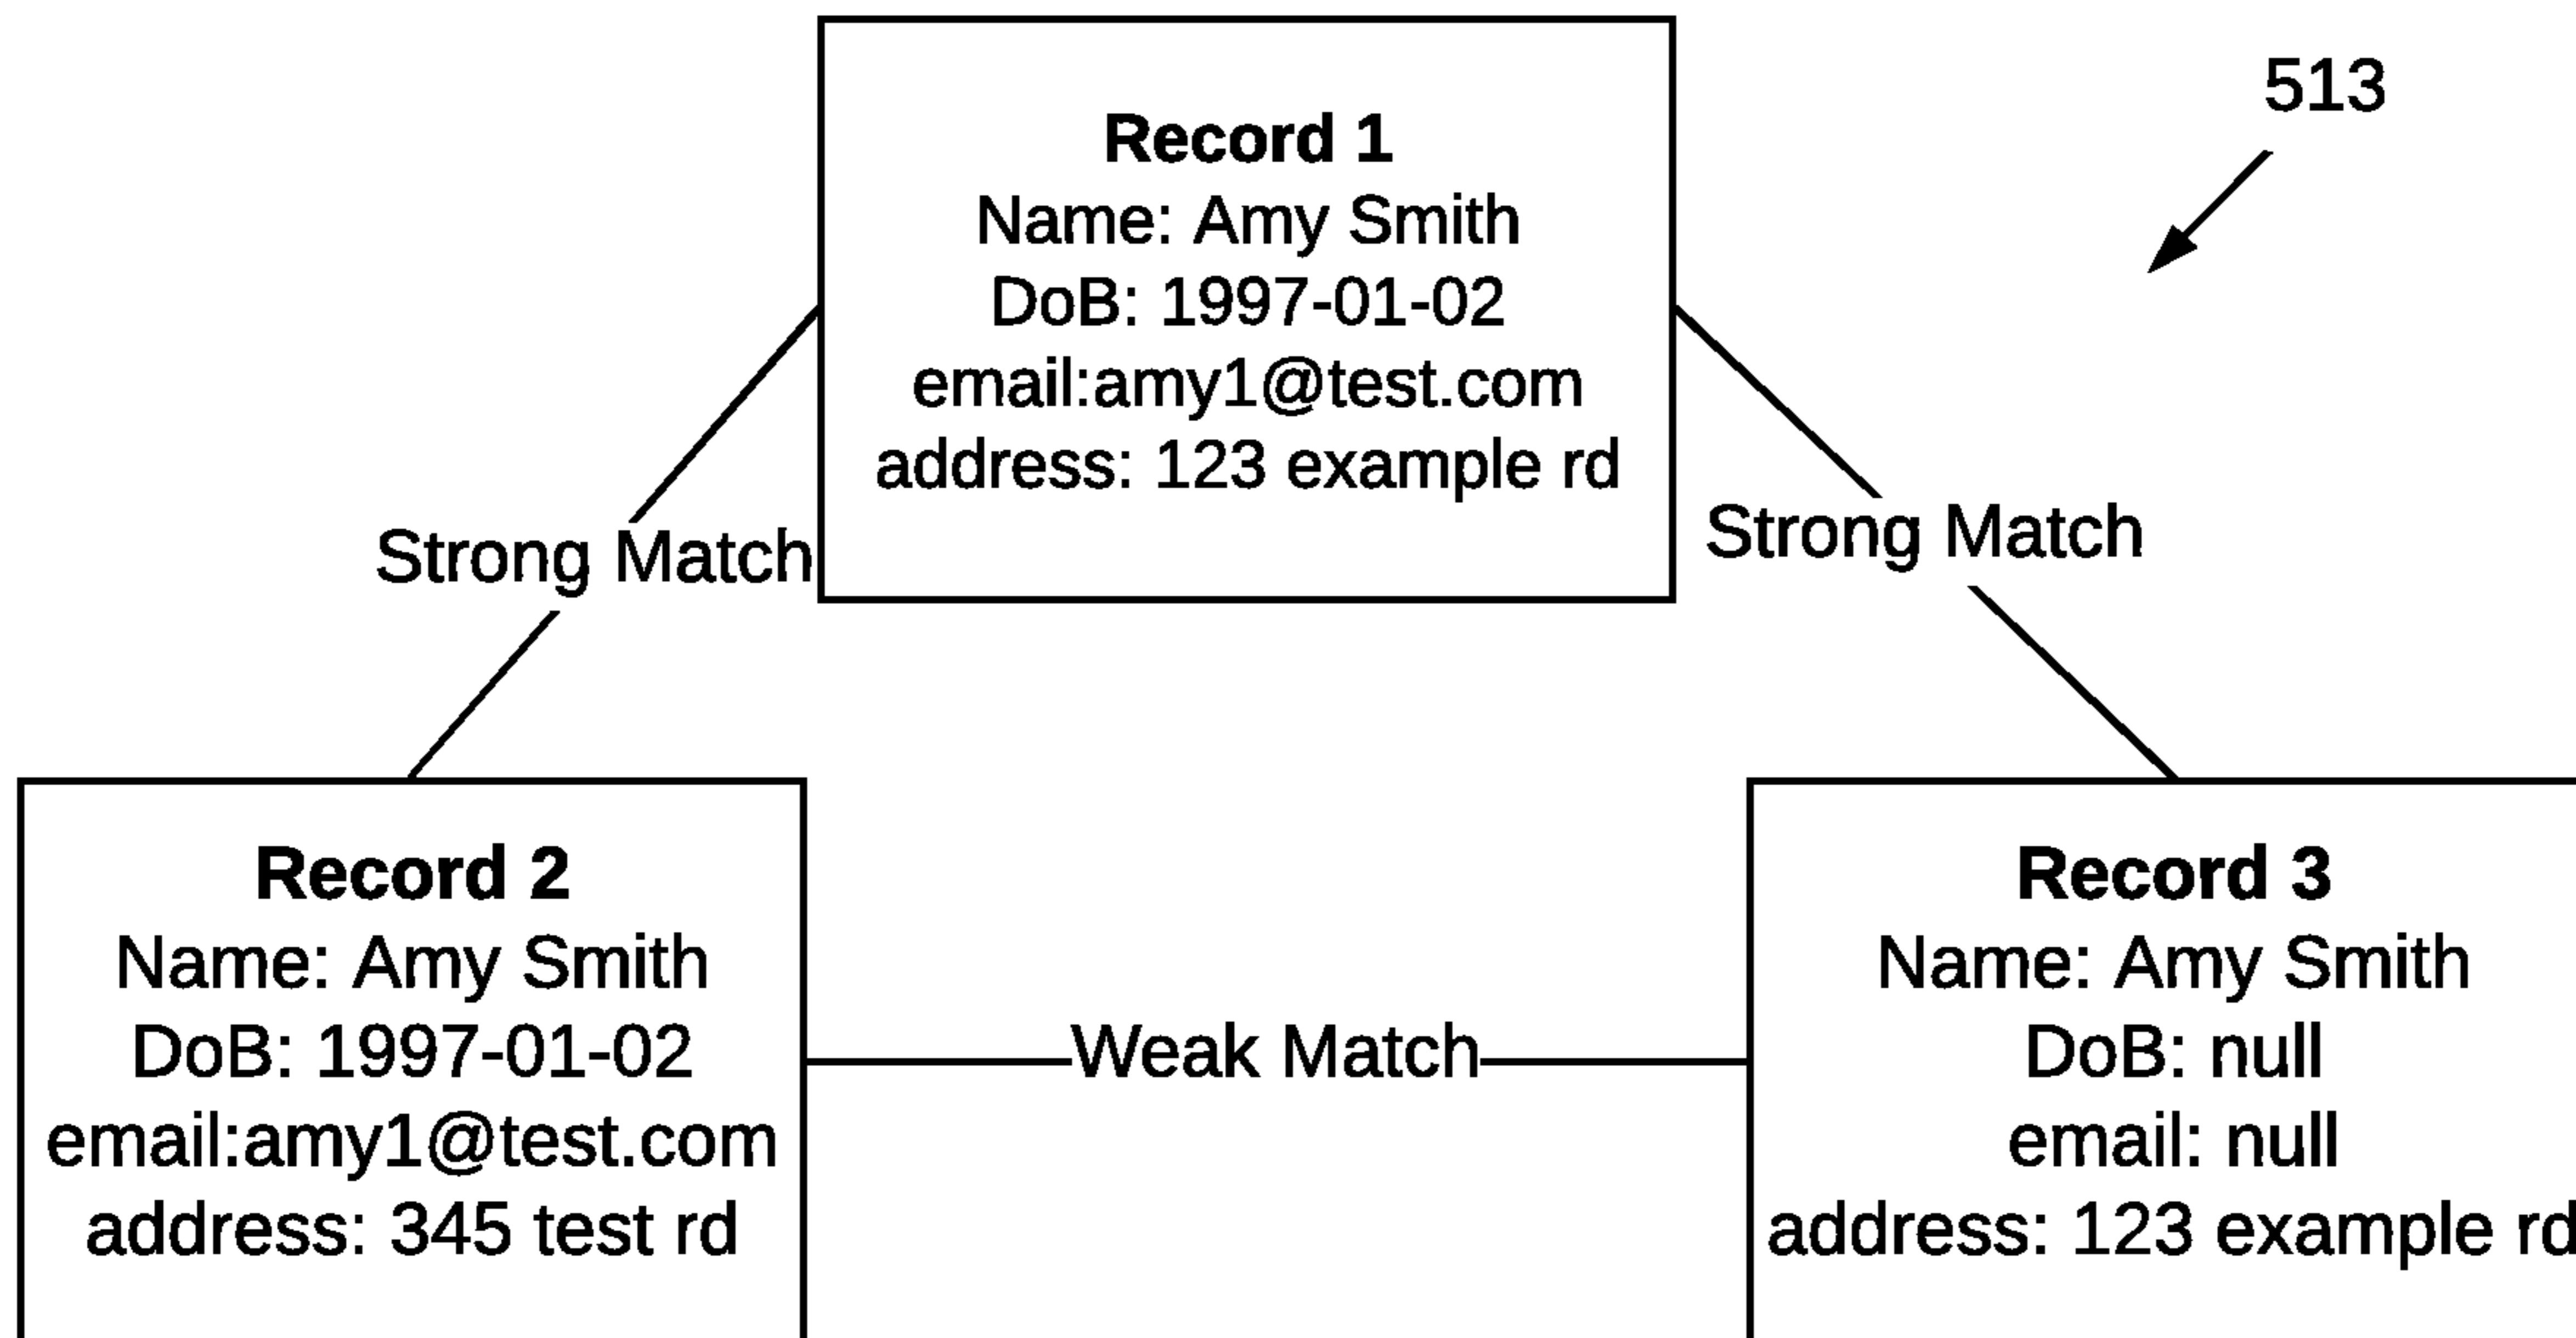 513
Record 1
Name: Amy Smith
DoB: 1997-01-02
email:amy1@test.com
address: 123 example rd
Strong Match
Strong Match
Record 2
Name: Amy Smith
DoB: 1997-01-02
email:amy1@test.com
address: 345 test rd
Weak Match
Record 3
Name: Amy Smith
DoB: null
email: null
address: 123 example rd